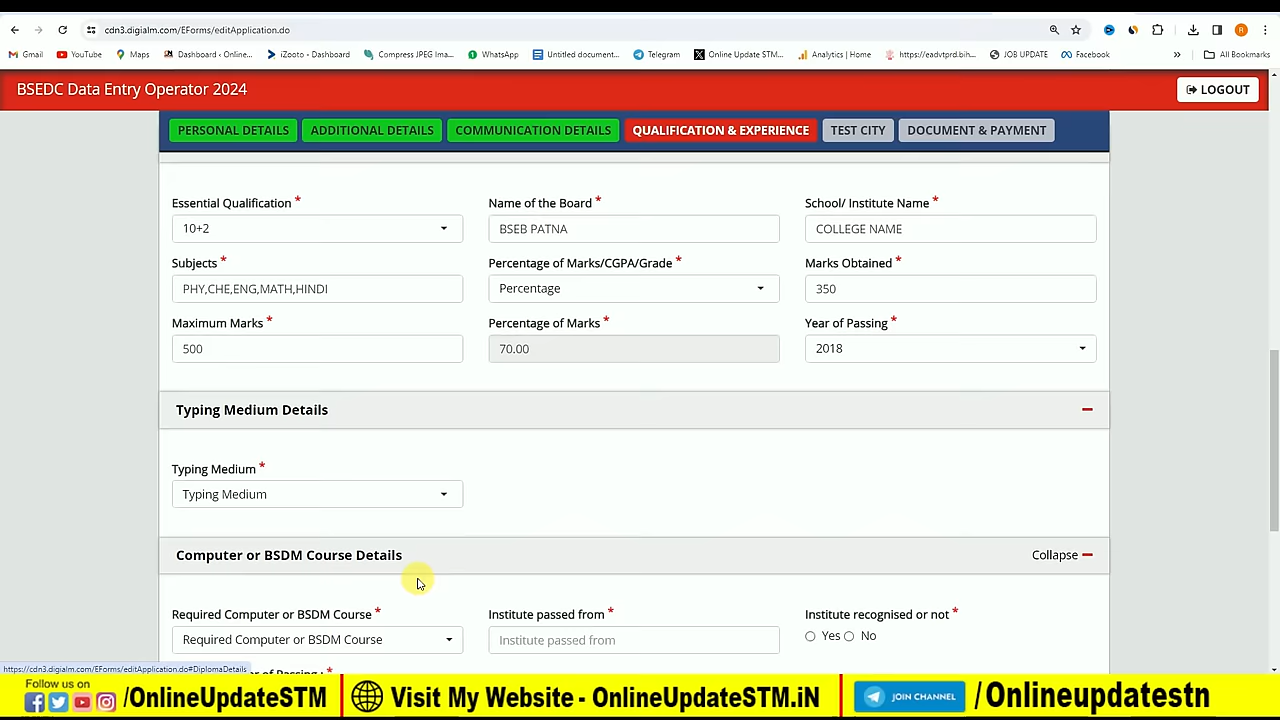 cdn3.digialm.com/EForms/editApplication.do
Gmail YouTube Maps Dashboard ‹ Online... iZooto - Dashboard Compress JPEG Ima... WhatsApp Untitled document... Telegram Online Update STM... Analytics | Home https://eadvtprd.bih... JOB UPDATE Facebook » All Bookmarks
BSEDC Data Entry Operator 2024
LOGOUT
PERSONAL DETAILS ADDITIONAL DETAILS COMMUNICATION DETAILS QUALIFICATION & EXPERIENCE TEST CITY DOCUMENT & PAYMENT
Essential Qualification * Name of the Board * School/ Institute Name *
10+2 BSEB PATNA COLLEGE NAME
Subjects * Percentage of Marks/CGPA/Grade * Marks Obtained *
PHY,CHE,ENG,MATH,HINDI Percentage 350
Maximum Marks * Percentage of Marks * Year of Passing *
500 70.00 2018
Typing Medium Details
Typing Medium *
Typing Medium
Computer or BSDM Course Details Collapse
Required Computer or BSDM Course * Institute passed from * Institute recognised or not *
Required Computer or BSDM Course Institute passed from Yes No
https://cdn3.digialm.com/EForms/editApplication.do#DiplomaDetails
Follow us on
/OnlineUpdateSTM Visit My Website - OnlineUpdateSTM.iN JOIN CHANNEL /Onlineupdatestn